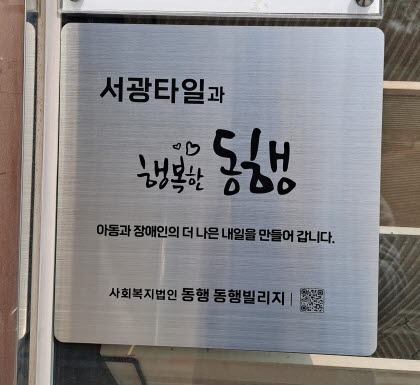 서광타일과
행복한 동행
아동과 장애인의 더 나은 내일을 만들어 갑니다.
사회복지법인 동행 동행빌리지